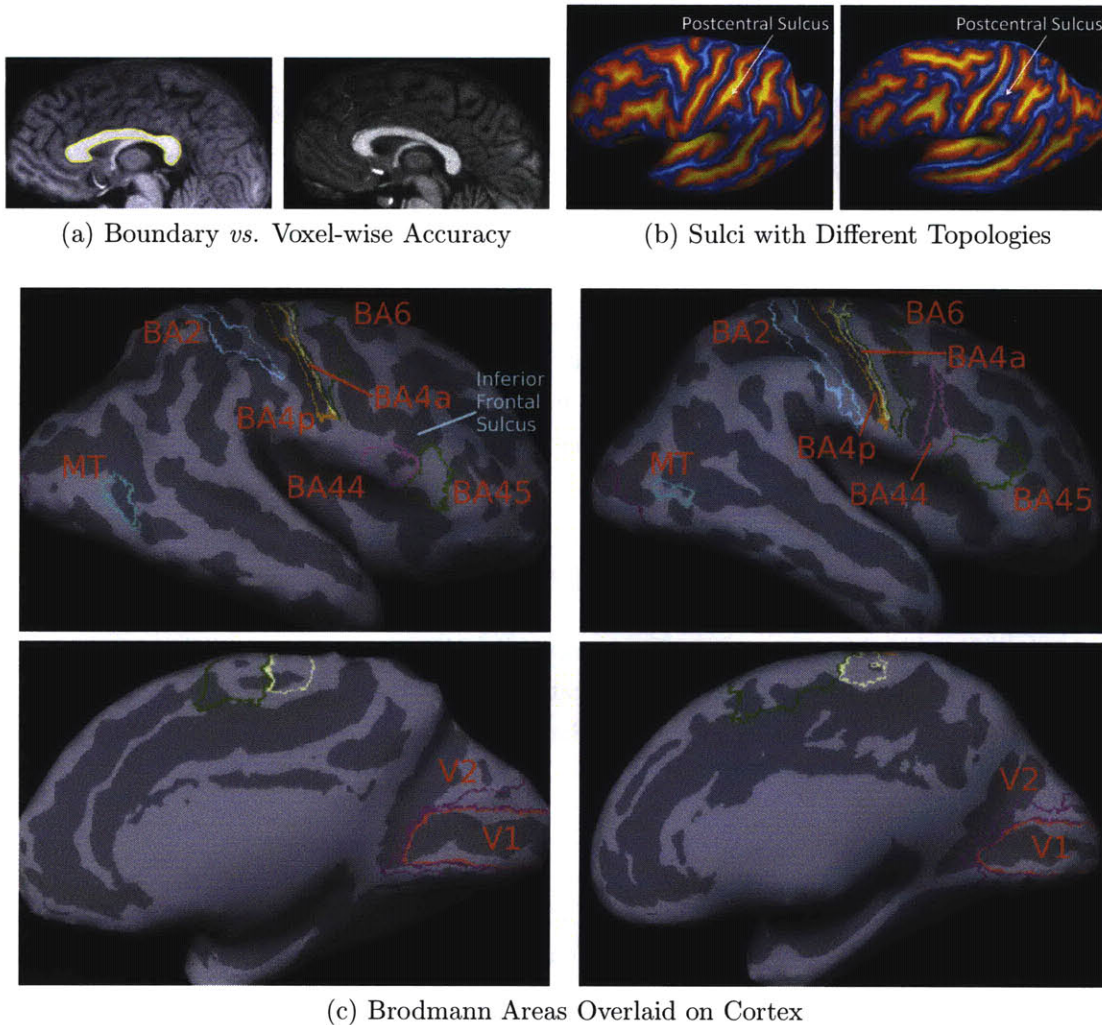 Postcentral Sulcus
Postcentral Sulcus
(a) Boundary vs. Voxel-wise Accuracy
(b) Sulci with Different Topologies
BA2
BA6
BA4a
Inferior
Frontal
Sulcus
BA4p
MT
BA44
BA45
BA2
BA6
BA4a
BA4p
MT
BA44
BA45
V2
V1
V2
V1
(c) Brodmann Areas Overlaid on Cortex